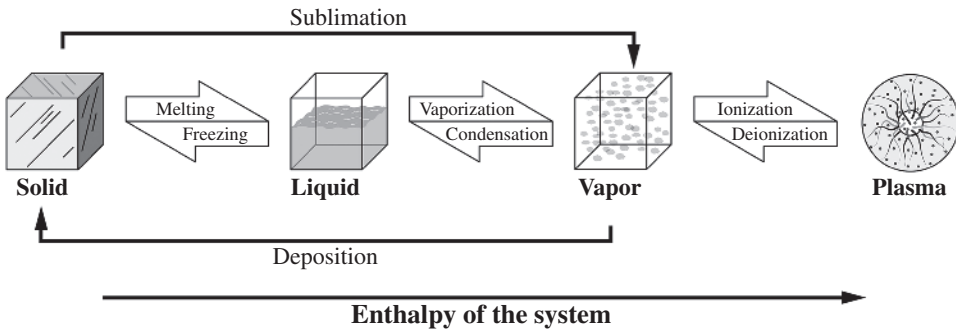 Sublimation
Melting
Freezing
Vaporization
Condensation
Ionization
Deionization
Solid
Liquid
Vapor
Plasma
Deposition
Enthalpy of the system